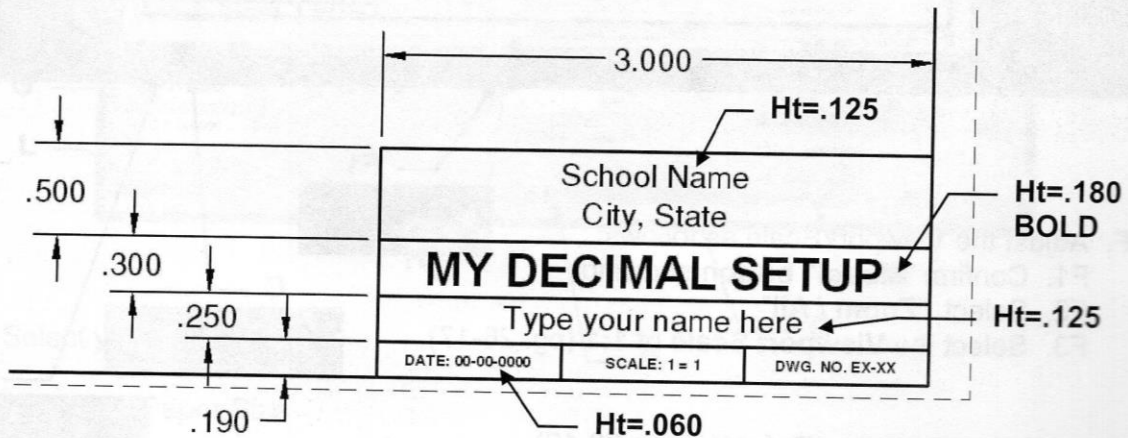 3.000
Ht=.125
School Name
City, State
.500
Ht=.180
BOLD
.300
MY DECIMAL SETUP
.250
Type your name here
Ht=.125
DATE: 00-00-0000
SCALE: 1 = 1
DWG. NO. EX-XX
.190
Ht=.060